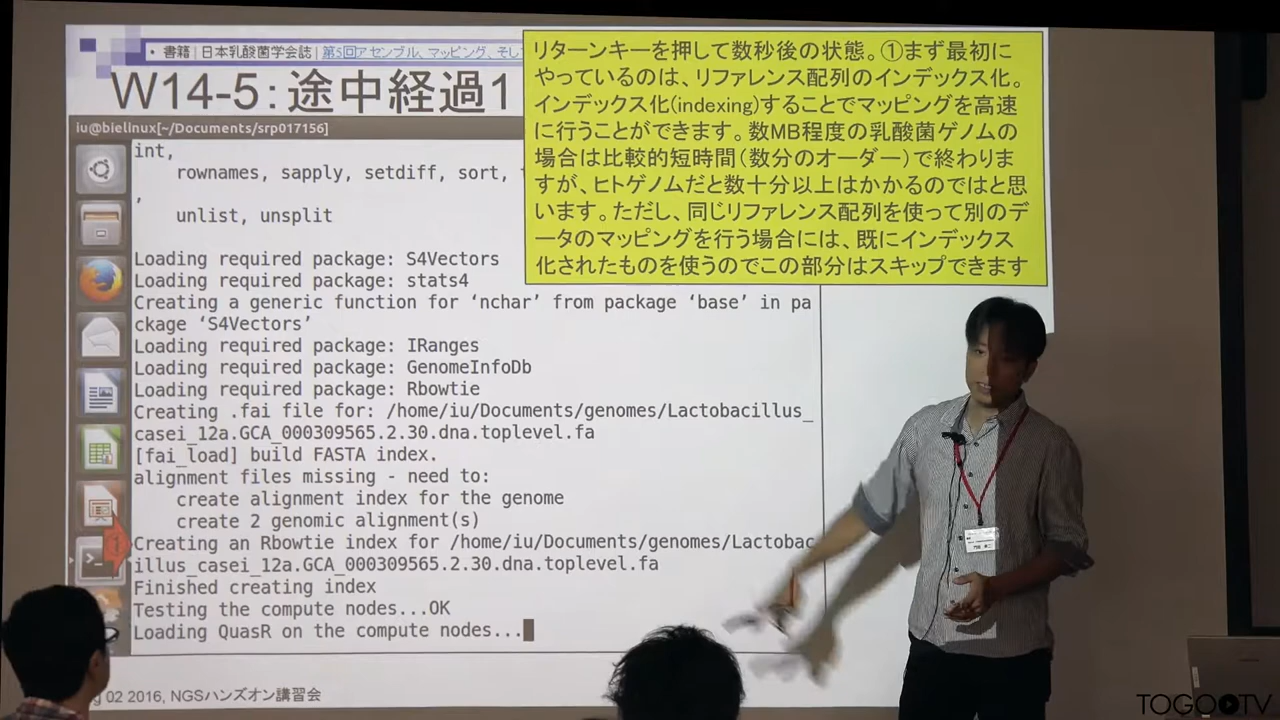 • 書籍 | 日本乳酸菌学会誌 | 第5回アセンブル、マッピング、そし
W14-5：途中経過1
リターンキーを押して数秒後の状態。①まず最初に
やっているのは、リファレンス配列のインデックス化。
インデックス化(indexing)することでマッピングを高速
に行うことができます。数MB程度の乳酸菌ゲノムの
場合は比較的短時間（数分のオーダー）で終わりま
すが、ヒトゲノムだと数十分以上はかかるのではと思
います。ただし、同じリファレンス配列を使って別のデ
ータのマッピングを行う場合には、既にインデックス
化されたものを使うのでこの部分はスキップできます
iu@bielinux[~/Documents/srp017156]
int,
rownames, sapply, setdiff, sort,
,
unlist, unsplit
Loading required package: S4Vectors
Loading required package: stats4
Creating a generic function for ‘nchar’ from package ‘base’ in pa
ckage ‘S4Vectors’
Loading required package: IRanges
Loading required package: GenomeInfoDb
Loading required package: Rbowtie
Creating .fai file for: /home/iu/Documents/genomes/Lactobacillus_
casei_12a.GCA_000309565.2.30.dna.toplevel.fa
[fai_load] build FASTA index.
alignment files missing - need to:
create alignment index for the genome
create 2 genomic alignment(s)
①
Creating an Rbowtie index for /home/iu/Documents/genomes/Lactobac
illus_casei_12a.GCA_000309565.2.30.dna.toplevel.fa
Finished creating index
Testing the compute nodes...OK
Loading QuasR on the compute nodes...
g 02 2016, NGSハンズオン講習会
TOGOTV